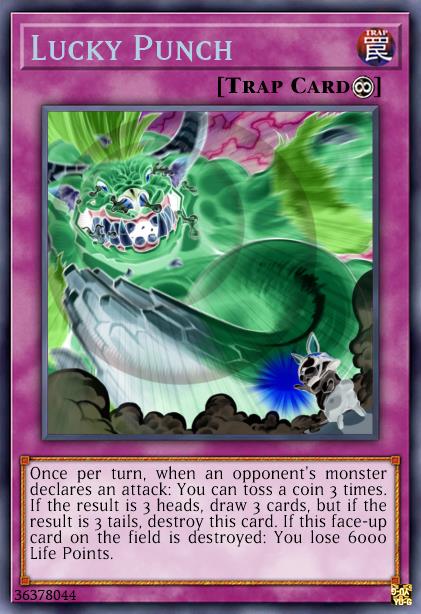 Lucky Punch
TRAP
罠
[Trap Card]
Once per turn, when an opponent's monster
declares an attack: You can toss a coin 3 times.
If the result is 3 heads, draw 3 cards, but if the
result is 3 tails, destroy this card. If this face-up
card on the field is destroyed: You lose 6000
Life Points.
36378044